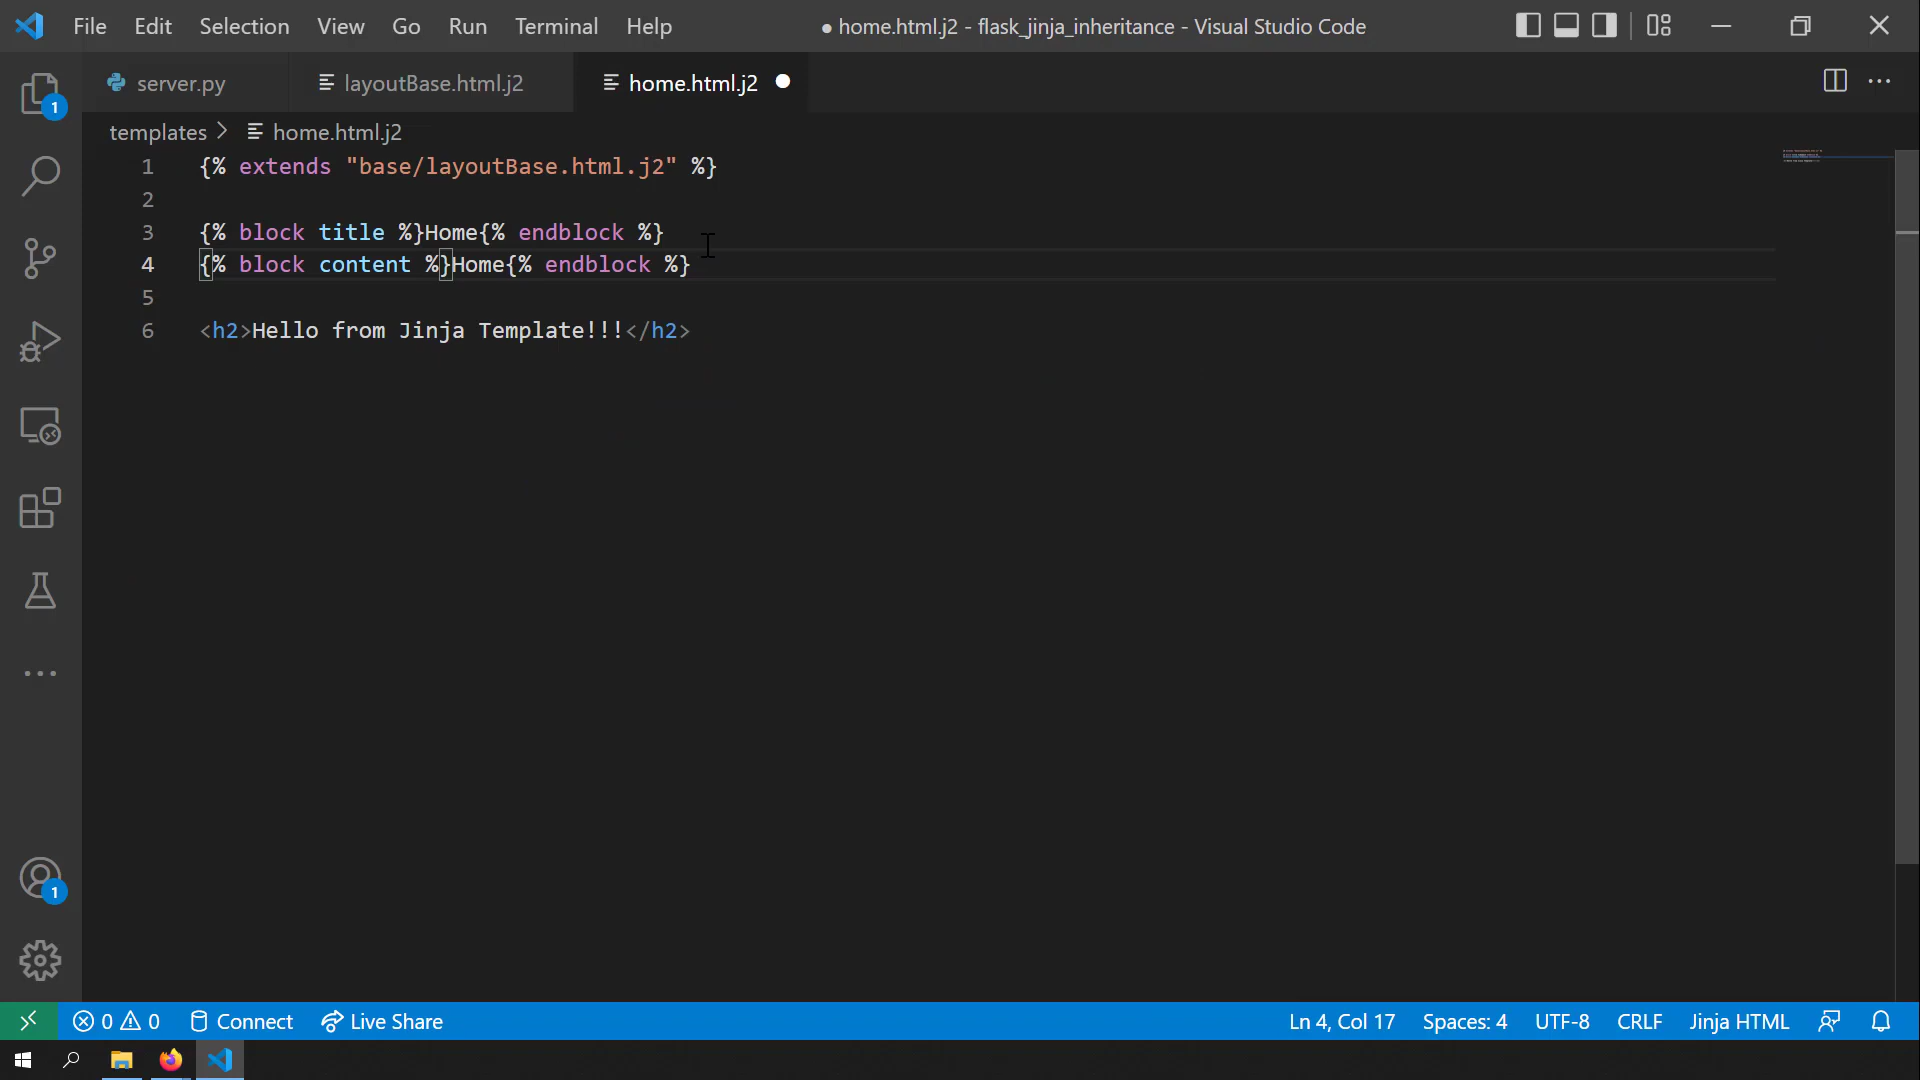 File Edit Selection View Go Run Terminal Help ● home.html.j2 - flask_jinja_inheritance - Visual Studio Code
server.py layoutBase.html.j2 home.html.j2
templates > home.html.j2
1 {% extends "base/layoutBase.html.j2" %}
2
3 {% block title %}Home{% endblock %}
4 {% block content %}Home{% endblock %}
5
6 <h2>Hello from Jinja Template!!!</h2>
1
1
0 0 Connect Live Share Ln 4, Col 17 Spaces: 4 UTF-8 CRLF Jinja HTML